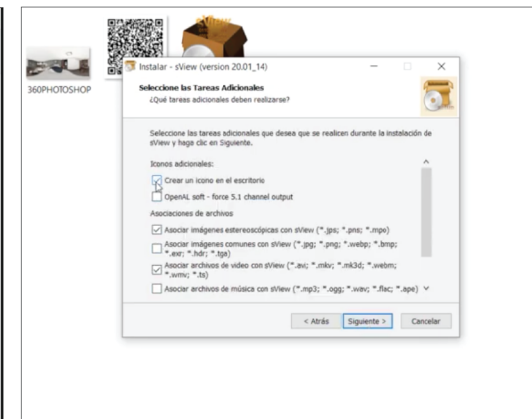 360PHOTOSHOP
Instalar - sView (version 20.01_14)
Seleccione las Tareas Adicionales
¿Qué tareas adicionales deben realizarse?
Seleccione las tareas adicionales que desea que se realicen durante la instalación de
sView y haga clic en Siguiente.
Iconos adicionales:
Crear un icono en el escritorio
OpenAL soft - force 5.1 channel output
Asociaciones de archivos
Asociar imágenes estereoscópicas con sView (*.jps; *.pns; *.mpo)
Asociar imágenes comunes con sView (*.jpg; *.png; *.webp; *.bmp;
*.exr; *.hdr; *.tga)
Asociar archivos de video con sView (*.avi; *.mkv; *.mk3d; *.webm;
*.wmv; *.ts)
Asociar archivos de música con sView (*.mp3; *.ogg; *.wav; *.flac; *.ape)
< Atrás Siguiente > Cancelar